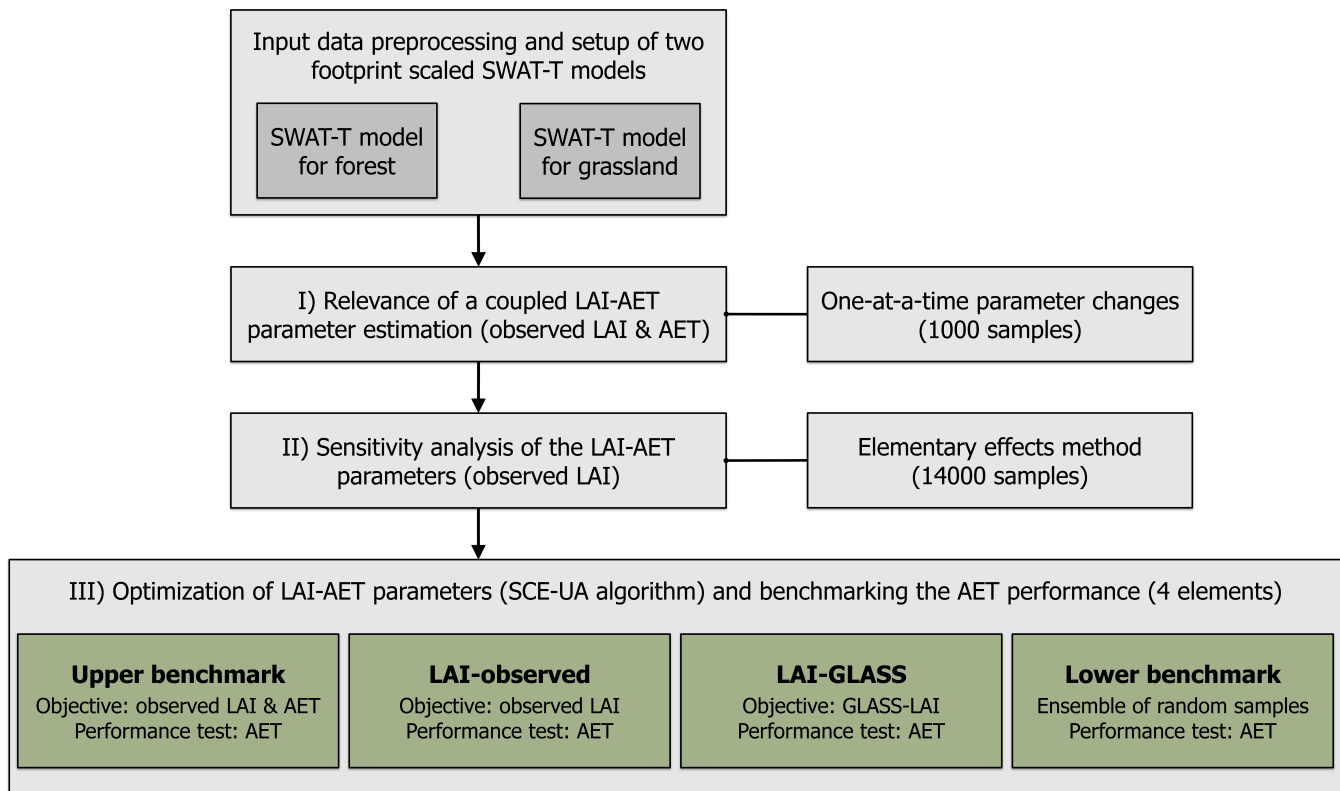 Input data preprocessing and setup of two
footprint scaled SWAT-T models
SWAT-T model
for forest
SWAT-T model
for grassland
I) Relevance of a coupled LAI-AET
parameter estimation (observed LAI & AET)
One-at-a-time parameter changes
(1000 samples)
II) Sensitivity analysis of the LAI-AET
parameters (observed LAI)
Elementary effects method
(14000 samples)
III) Optimization of LAI-AET parameters (SCE-UA algorithm) and benchmarking the AET performance (4 elements)
Upper benchmark
Objective: observed LAI & AET
Performance test: AET
LAI-observed
Objective: observed LAI
Performance test: AET
LAI-GLASS
Objective: GLASS-LAI
Performance test: AET
Lower benchmark
Ensemble of random samples
Performance test: AET